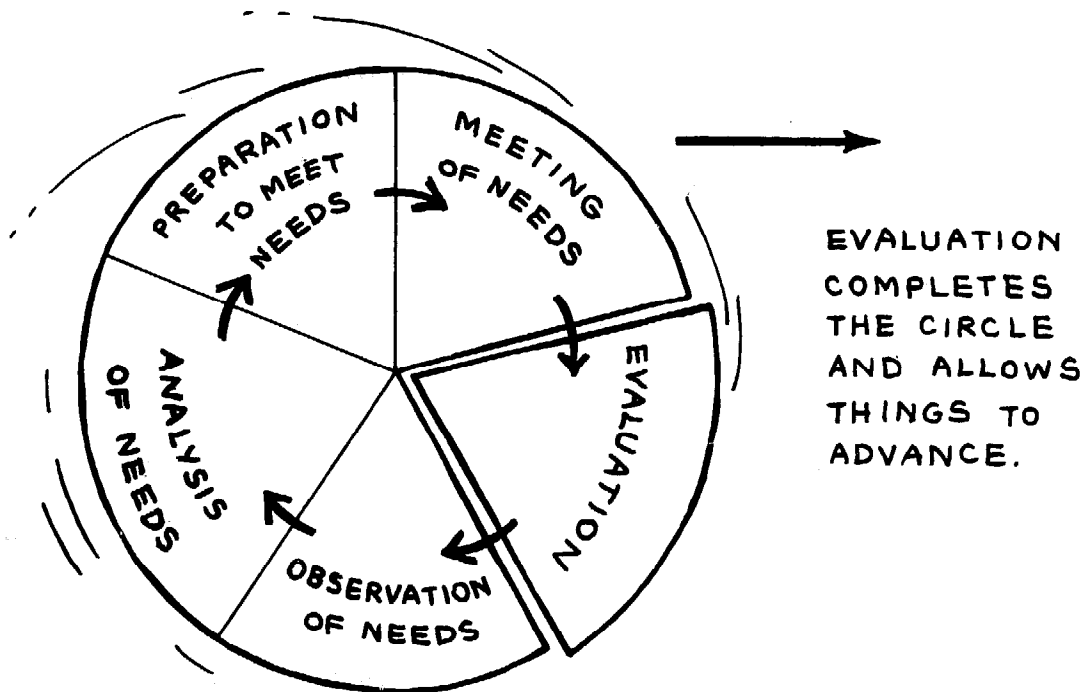 PREPARATION
TO MEET
NEEDS
MEETING
OF NEEDS
EVALUATION
OBSERVATION
OF NEEDS
ANALYSIS
OF NEEDS
EVALUATION
COMPLETES
THE CIRCLE
AND ALLOWS
THINGS TO
ADVANCE.